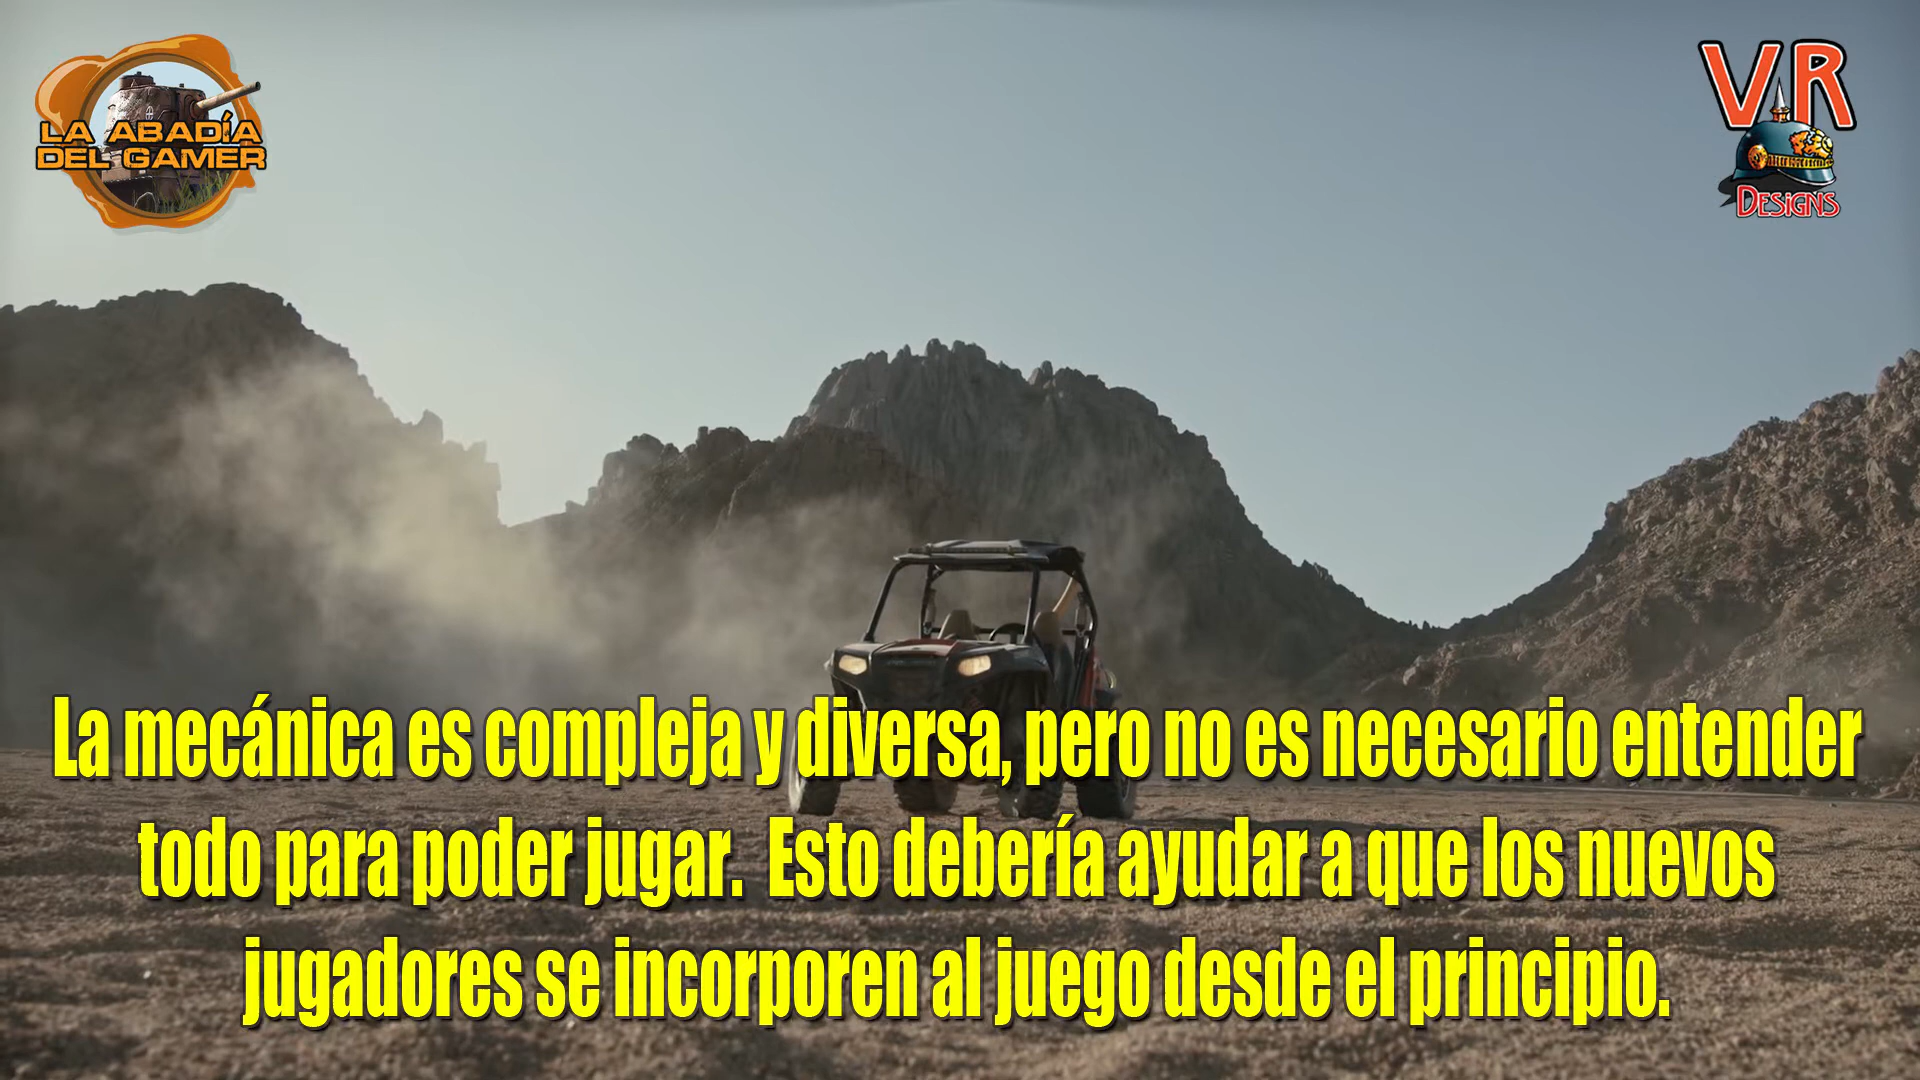 LA ABADÍA
DEL GAMER
VR
DESIGNS
La mecánica es compleja y diversa, pero no es necesario entender
todo para poder jugar.  Esto debería ayudar a que los nuevos
jugadores se incorporen al juego desde el principio.